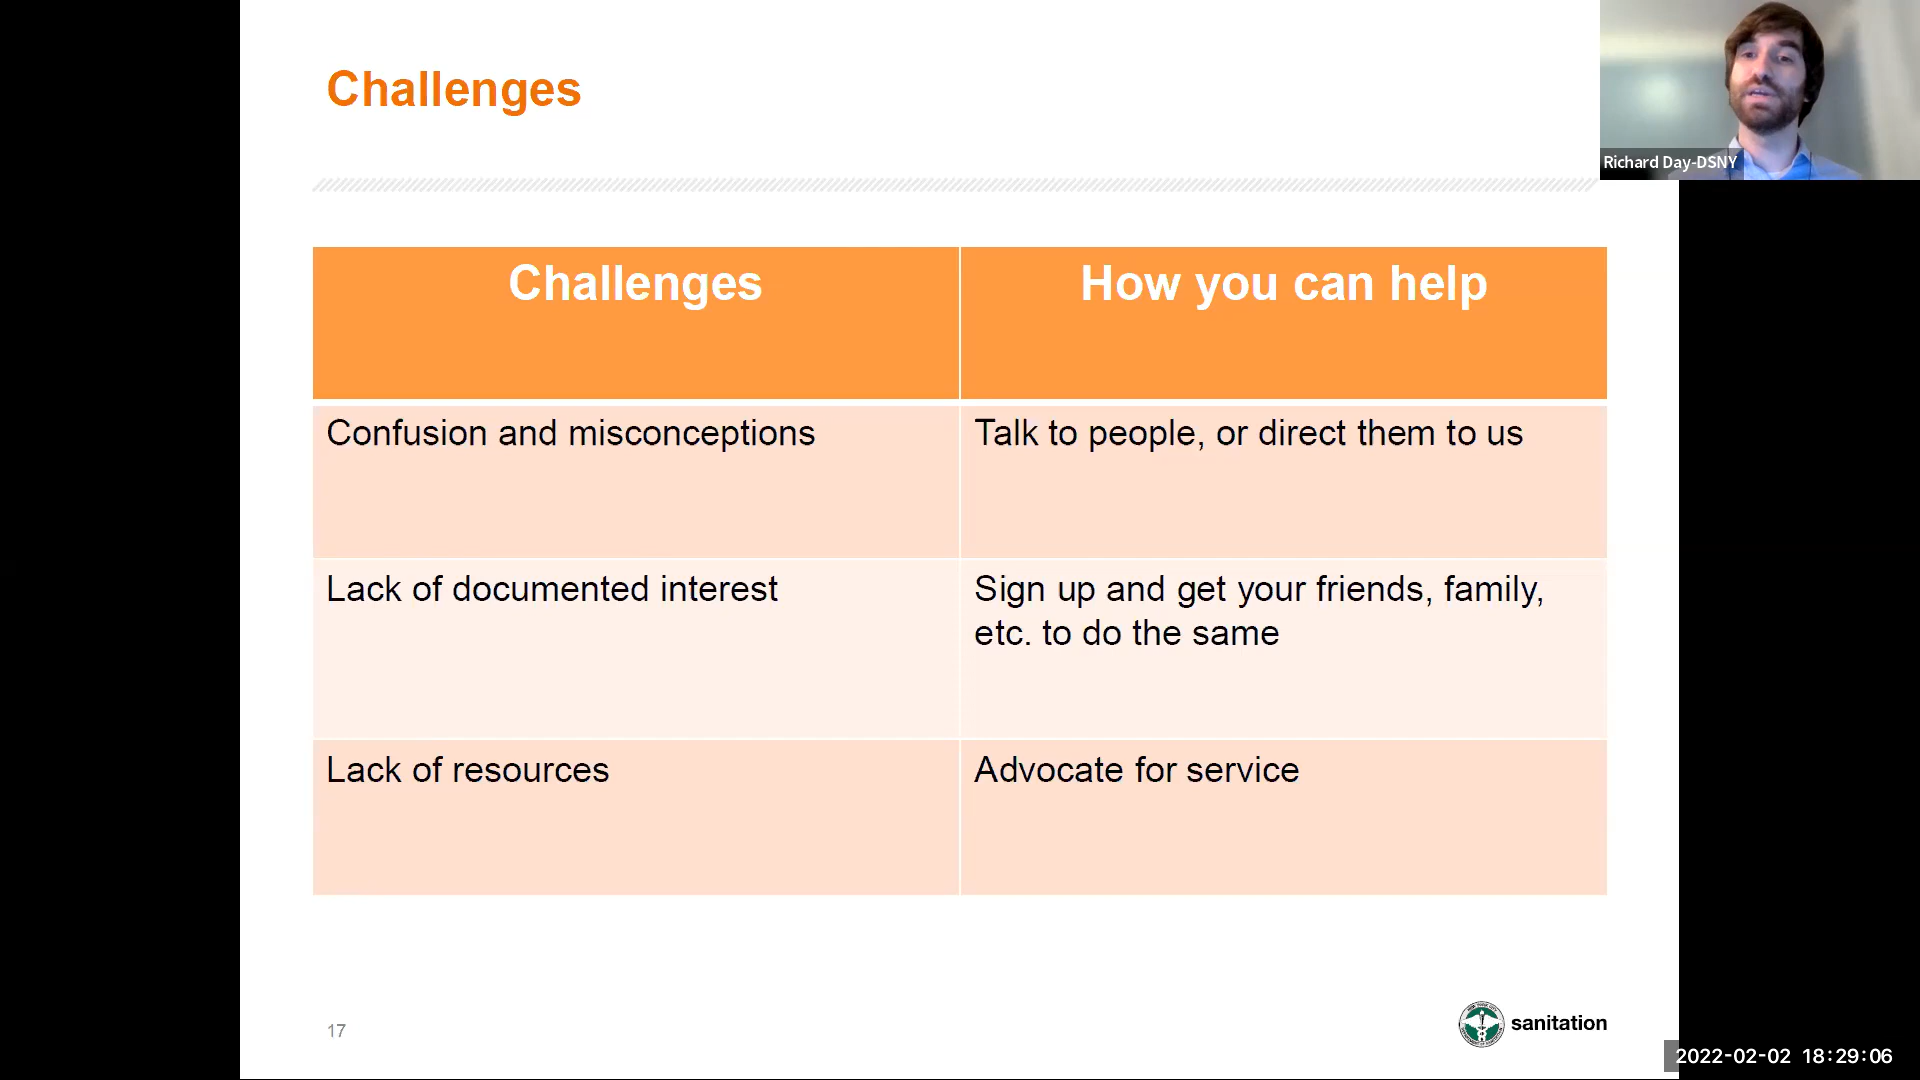 Challenges
Richard Day-DSNY
Challenges
How you can help
Confusion and misconceptions
Talk to people, or direct them to us
Lack of documented interest
Sign up and get your friends, family,
etc. to do the same
Lack of resources
Advocate for service
17
sanitation
2022-02-02 18:29:06